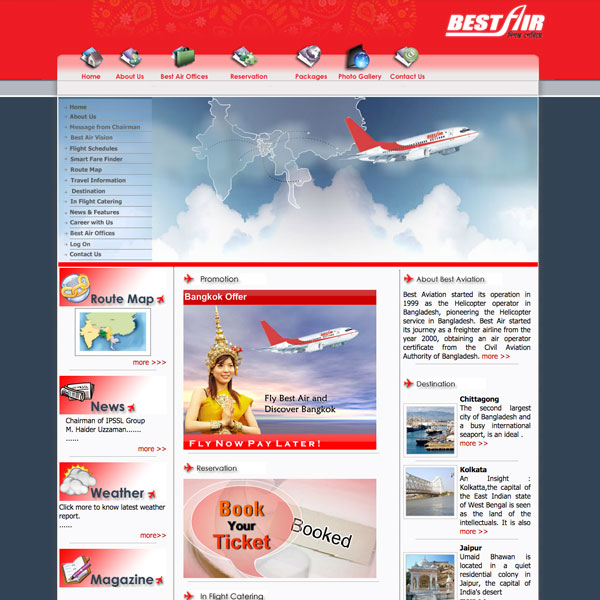 BEST AIR
Home
About Us
Best Air Offices
Reservation
Packages
Photo Gallery
Contact Us
Home
About Us
Message from Chairman
Best Air Vision
Flight Schedules
Smart Fare Finder
Route Map
Travel Information
Destination
In Flight Catering
News & Features
Career with Us
Best Air Offices
Log On
Contact Us
Route Map
more >>>
News
Chairman of IPSSL Group
M. Haider Uzzaman.......
......
more >>
Weather
Click more to know latest weather
report.
......
more>>
Magazine
Promotion
Bangkok Offer
Fly Best Air and
Discover Bangkok
FLY NOW PAY LATER!
Reservation
Book
Your
Ticket
Booked
In Flight Catering
About Best Aviation
Best Aviation started its operation in
1999 as the Helicopter operator in
Bangladesh, pioneering the Helicopter
service in Bangladesh. Best Air started
its journey as a freighter airline from the
year 2000, obtaining an air operator
certificate from the Civil Aviation
Authority of Bangladesh. more >>
Destination
Chittagong
The second largest
city of Bangladesh and
a busy international
seaport, is an ideal .
more >>
Kolkata
An Insight :
Kolkatta,the capital of
the East Indian state
of West Bengal is seen
as the land of the
intellectuals. It is also
more >>
Jaipur
Umaid Bhawan is
located in a quiet
residential colony in
Jaipur, the capital of
India's desert